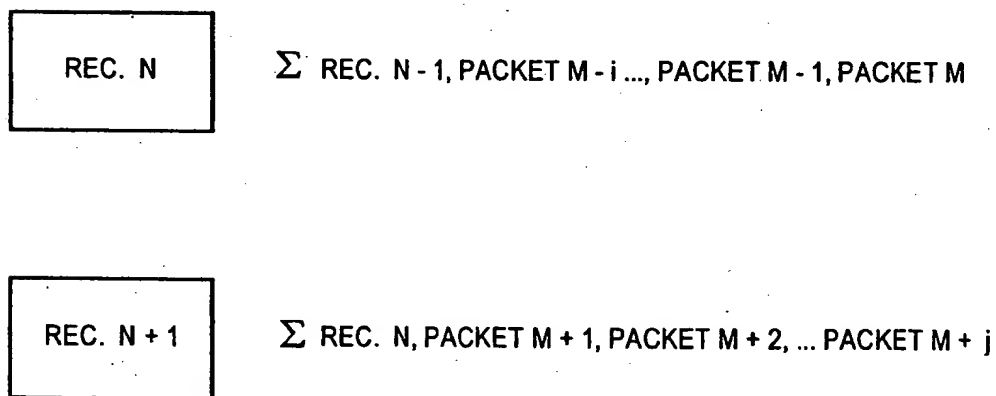 REC. N Σ REC. N - 1, PACKET M - i ..., PACKET M - 1, PACKET M
REC. N + 1 Σ REC. N, PACKET M + 1, PACKET M + 2, ... PACKET M + j